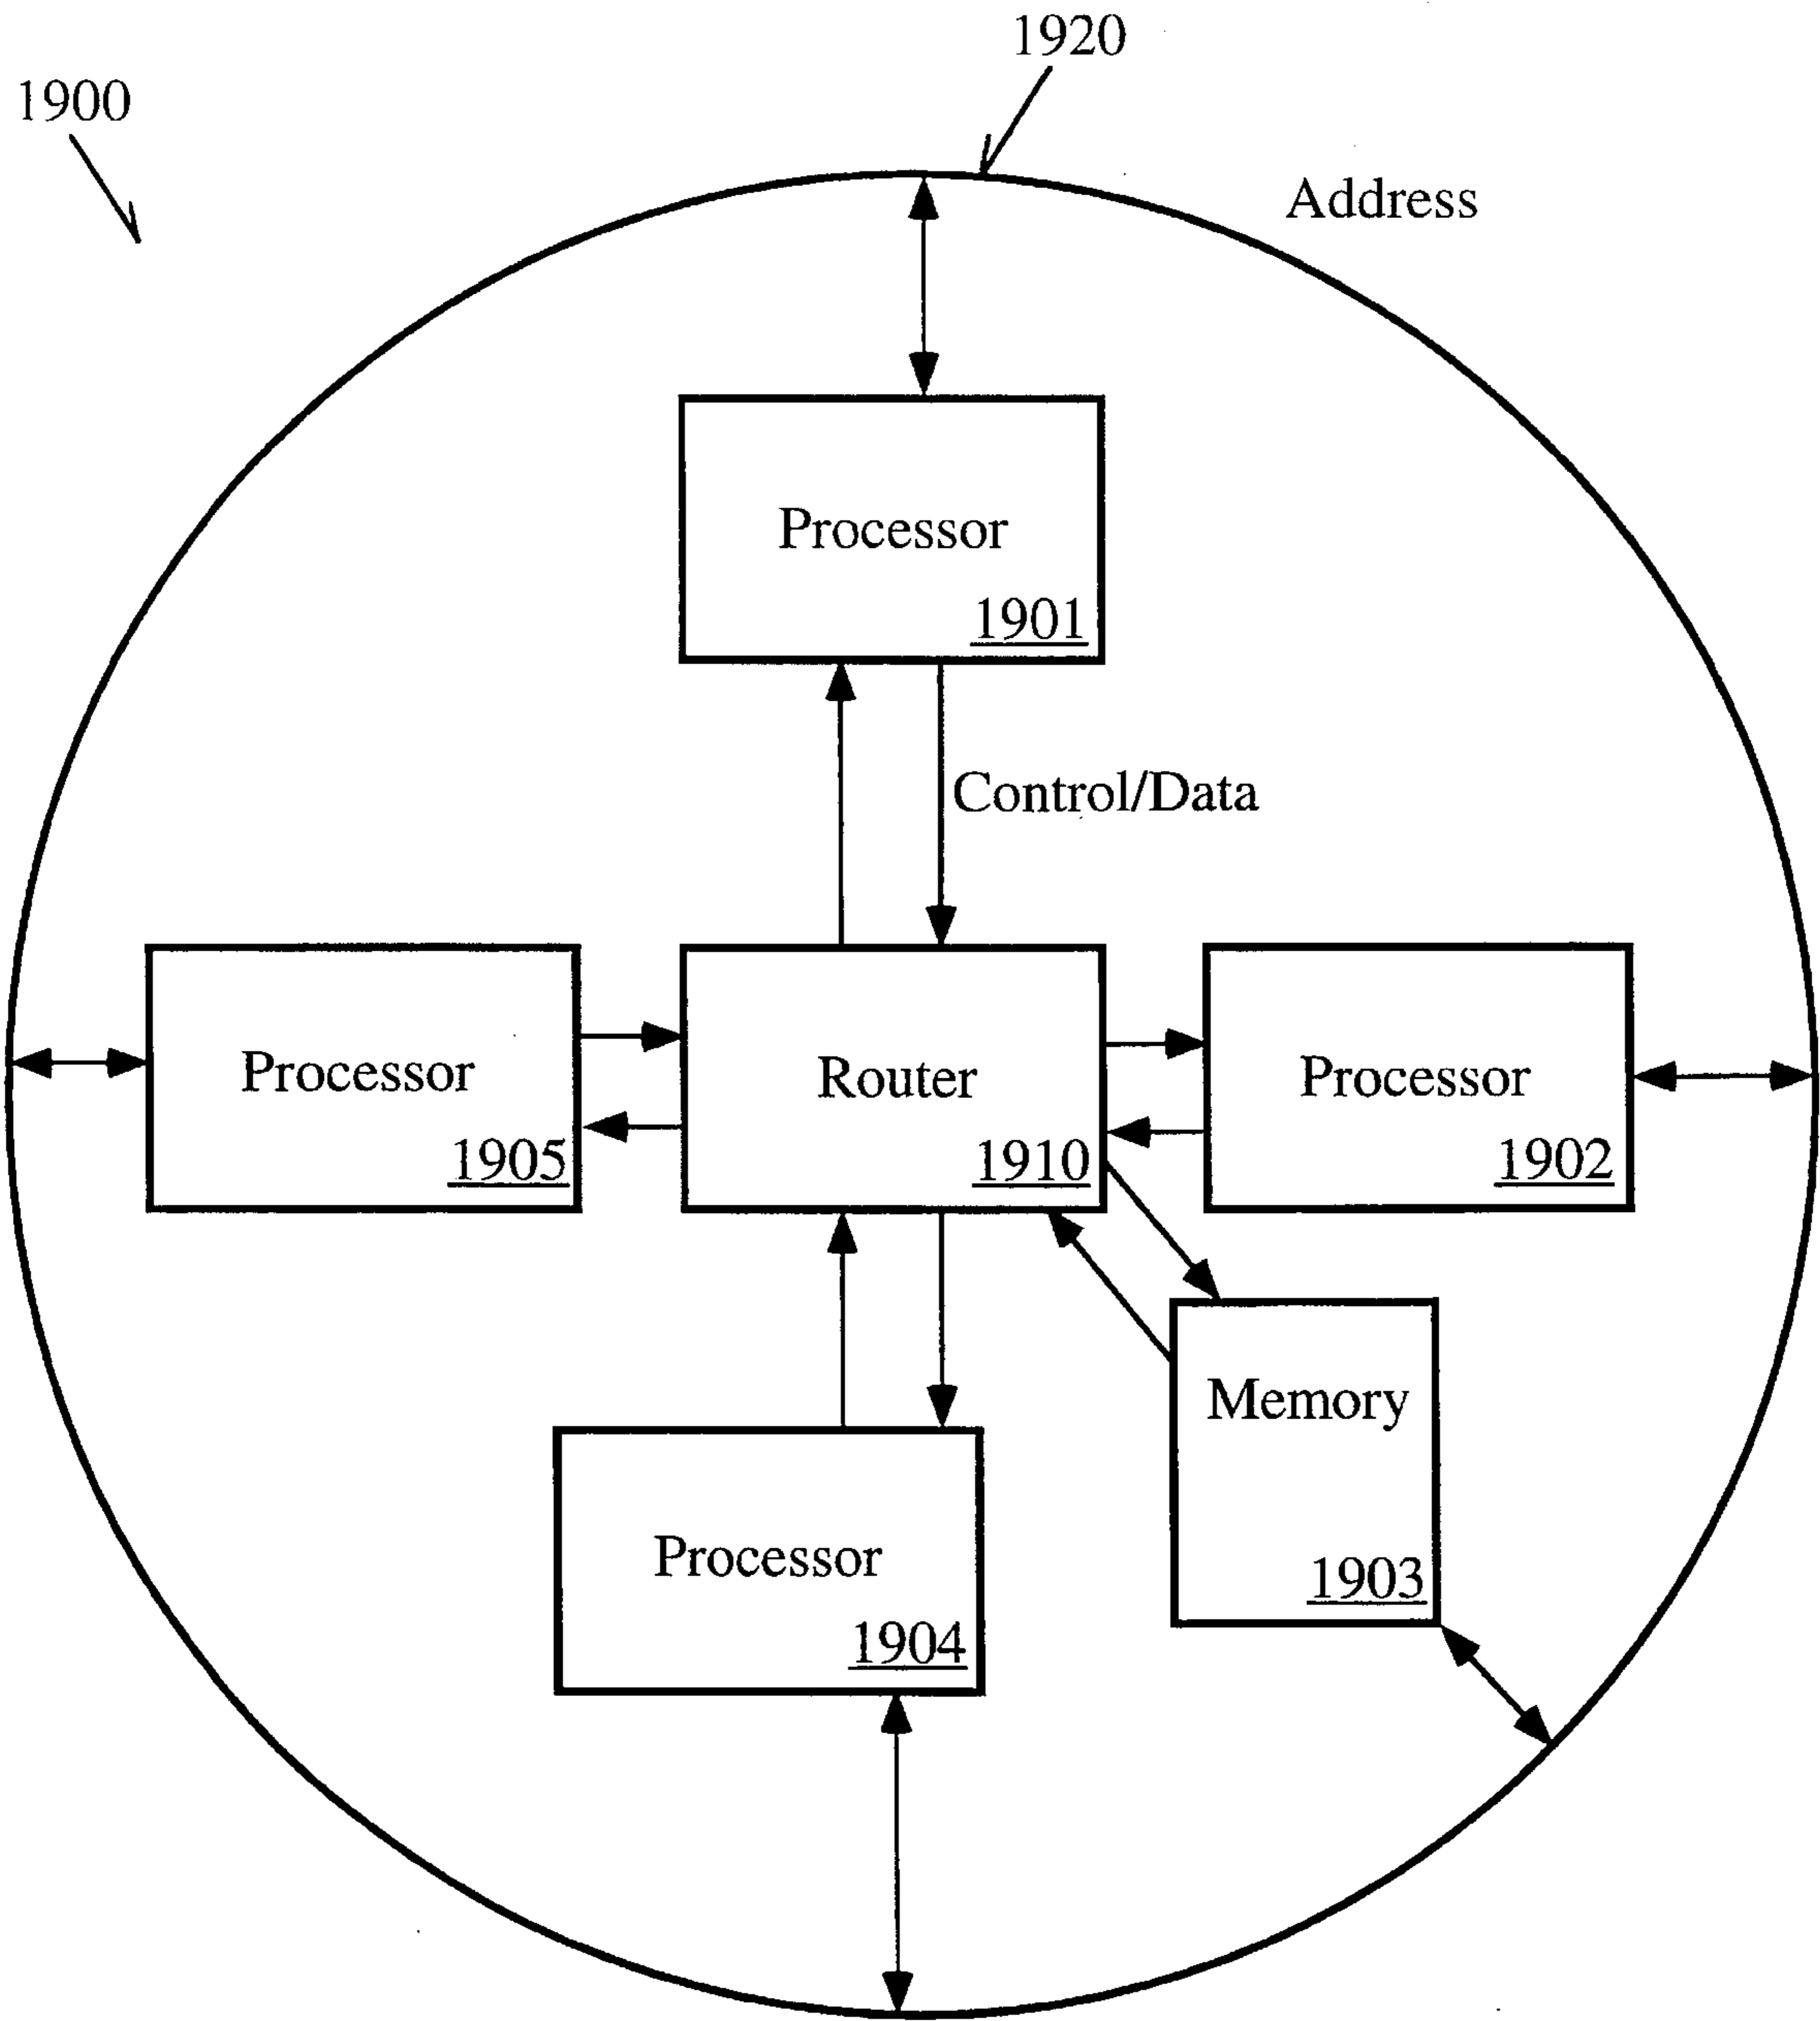 1920
1900
Address
Processor
1901
Control/Data
Processor
1905
Router
1910
Processor
1902
Memory
1903
Processor
1904